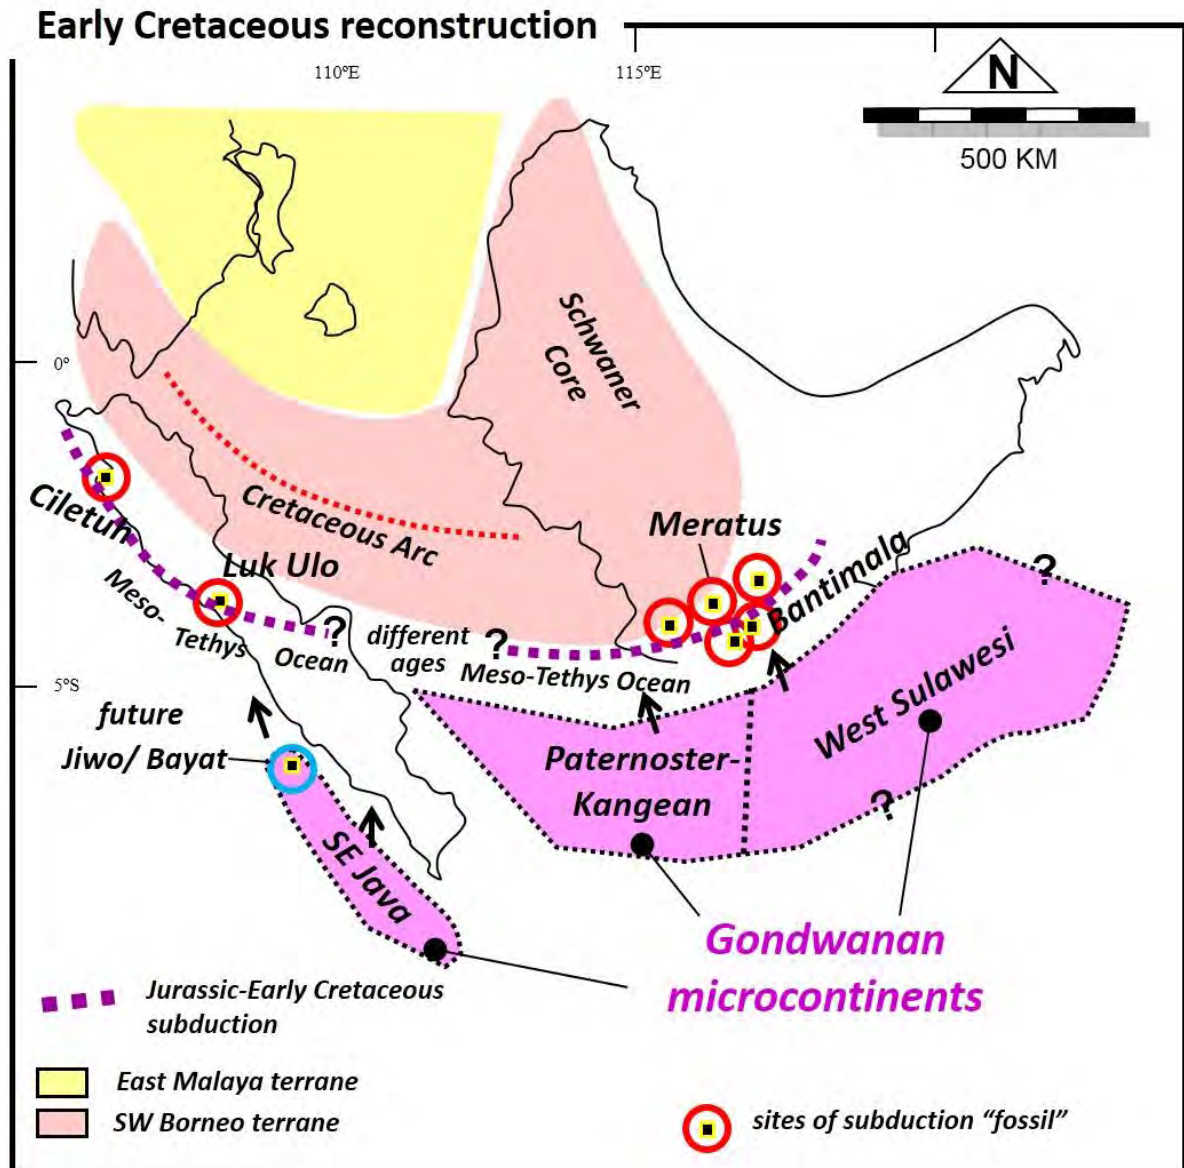 Early Cretaceous reconstruction
110ºE
115ºE
N
500 KM
0º
5ºS
Schwaner
Core
Cretaceous Arc
Ciletuh
Luk Ulo
Meratus
Bantimala
Meso-
Tethys
Ocean
?
different
ages
?
Meso-Tethys Ocean
?
future
Jiwo/ Bayat
SE Java
Paternoster-
Kangean
West Sulawesi
?
Gondwanan
microcontinents
Jurassic-Early Cretaceous
subduction
East Malaya terrane
SW Borneo terrane
sites of subduction “fossil”